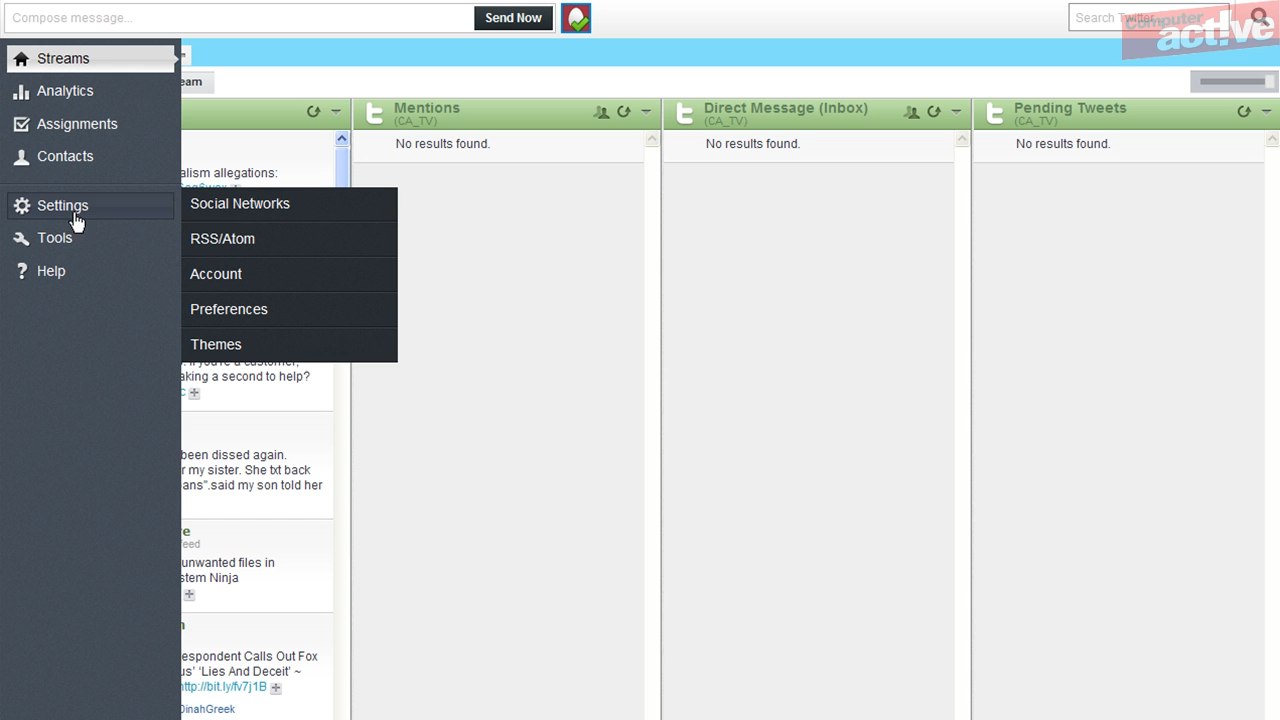 Compose message...
Send Now
Search Twitter
Computer
act!ve
Streams
Analytics
Assignments
Contacts
Settings
Tools
Help
Social Networks
RSS/Atom
Account
Preferences
Themes
Mentions
(CA_TV)
No results found.
Direct Message (Inbox)
(CA_TV)
No results found.
Pending Tweets
(CA_TV)
No results found.
alism allegations:
aking a second to help?
been dissed again.
r my sister. She txt back
ans".said my son told her
eed
unwanted files in
stem Ninja
espondent Calls Out Fox
us' 'Lies And Deceit' ~
http://bit.ly/fv7j1B
DinahGreek